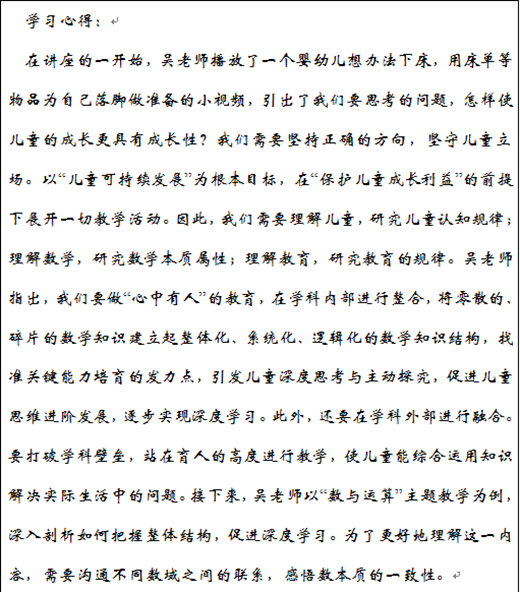 学习心得：
在讲座的一开始，吴老师播放了一个婴幼儿想办法下床，用床单等
物品为自己落脚做准备的小视频，引出了我们要思考的问题，怎样使
儿童的成长更具有成长性？我们需要坚持正确的方向，坚守儿童立
场。以“儿童可持续发展”为根本目标，在“保护儿童成长利益”的前提
下展开一切教学活动。因此，我们需要理解儿童，研究儿童认知规律；
理解数学，研究数学本质属性；理解教育，研究教育的规律。吴老师
指出，我们要做“心中有人”的教育，在学科内部进行整合，将零散的、
碎片的数学知识建立起整体化、系统化、逻辑化的数学知识结构，找
准关键能力培育的发力点，引发儿童深度思考与主动探究，促进儿童
思维进阶发展，逐步实现深度学习。此外，还要在学科外部进行融合。
要打破学科壁垒，站在育人的高度进行教学，使儿童能综合运用知识
解决实际生活中的问题。接下来，吴老师以“数与运算”主题教学为例，
深入剖析如何把握整体结构，促进深度学习。为了更好地理解这一内
容，需要沟通不同数域之间的联系，感悟数本质的一致性。